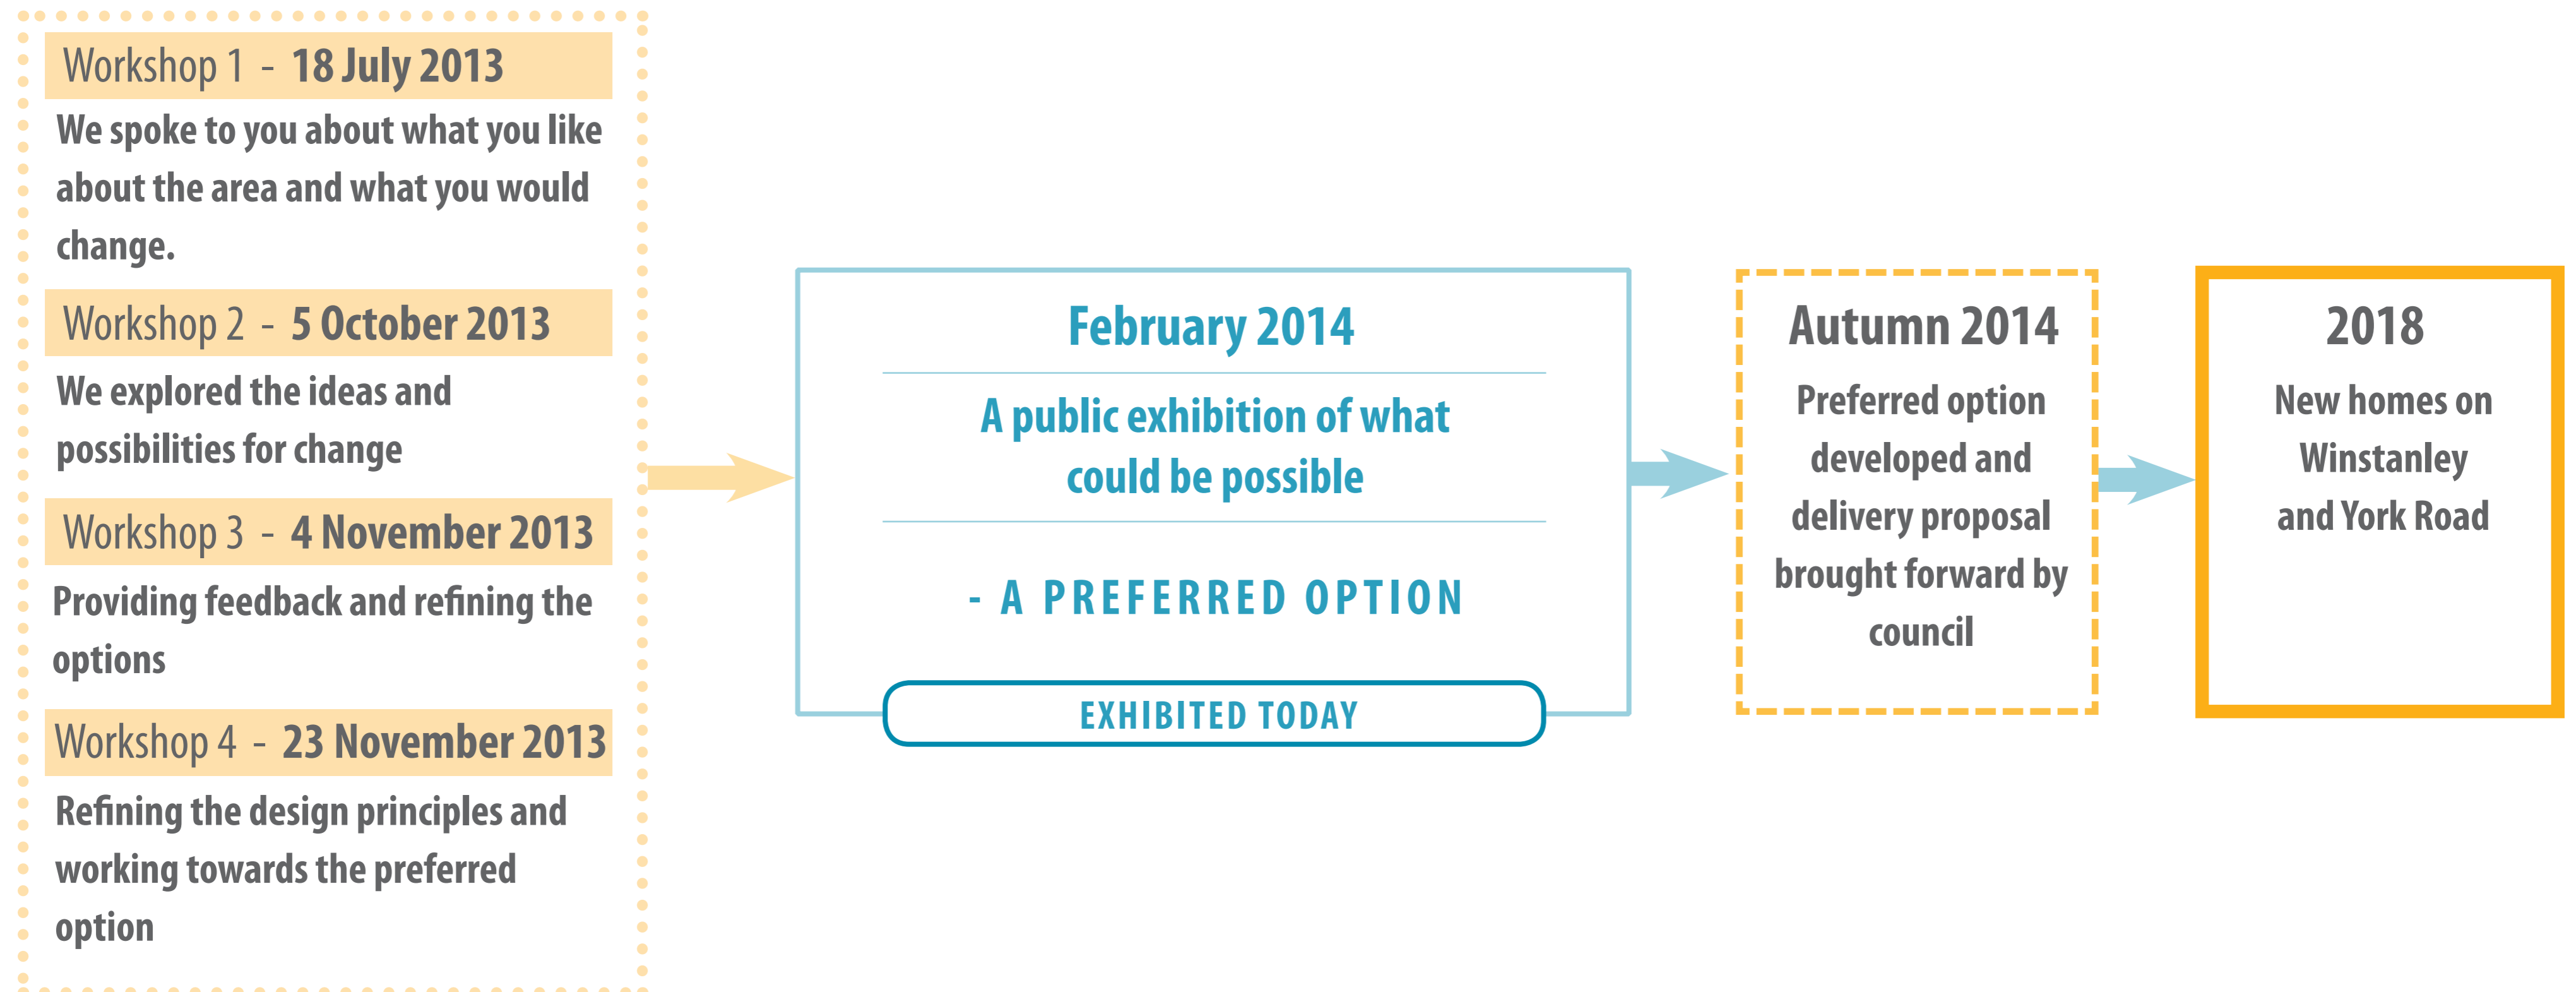 Workshop 1 - 18 July 2013
We spoke to you about what you like
about the area and what you would
change.
Workshop 2 - 5 October 2013
We explored the ideas and
possibilities for change
Workshop 3 - 4 November 2013
Providing feedback and refining the
options
Workshop 4 - 23 November 2013
Refining the design principles and
working towards the preferred
option
February 2014
A public exhibition of what
could be possible
- A PREFERRED OPTION
EXHIBITED TODAY
Autumn 2014
Preferred option
developed and
delivery proposal
brought forward by
council
2018
New homes on
Winstanley
and York Road